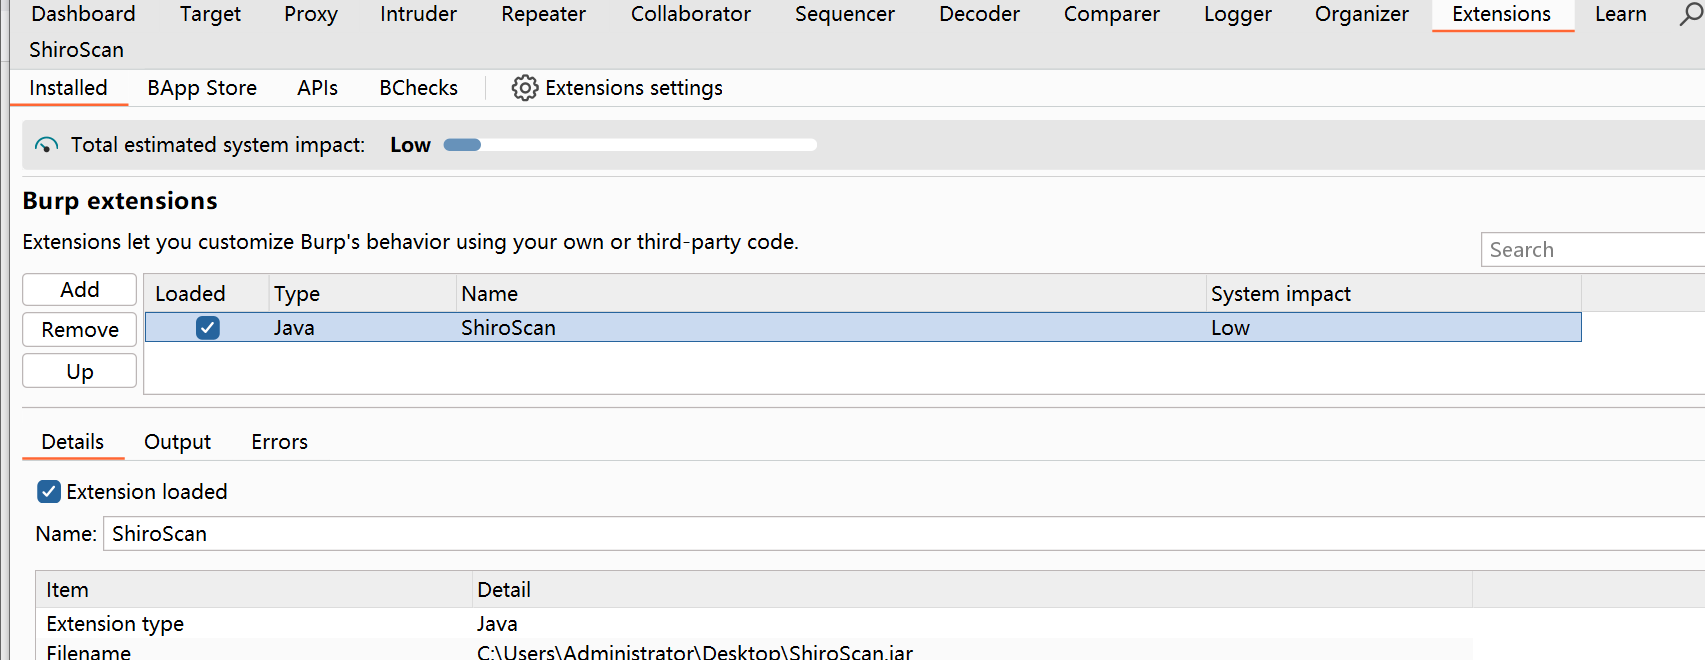 Dashboard Target Proxy Intruder Repeater Collaborator Sequencer Decoder Comparer Logger Organizer Extensions Learn
ShiroScan
Installed BApp Store APIs BChecks Extensions settings
Total estimated system impact: Low
Burp extensions
Extensions let you customize Burp's behavior using your own or third-party code.
Search
Add Loaded Type Name System impact
Remove Java ShiroScan Low
Up
Details Output Errors
Extension loaded
Name: ShiroScan
Item Detail
Extension type Java
Filename C:\Users\Administrator\Desktop\ShiroScan.jar